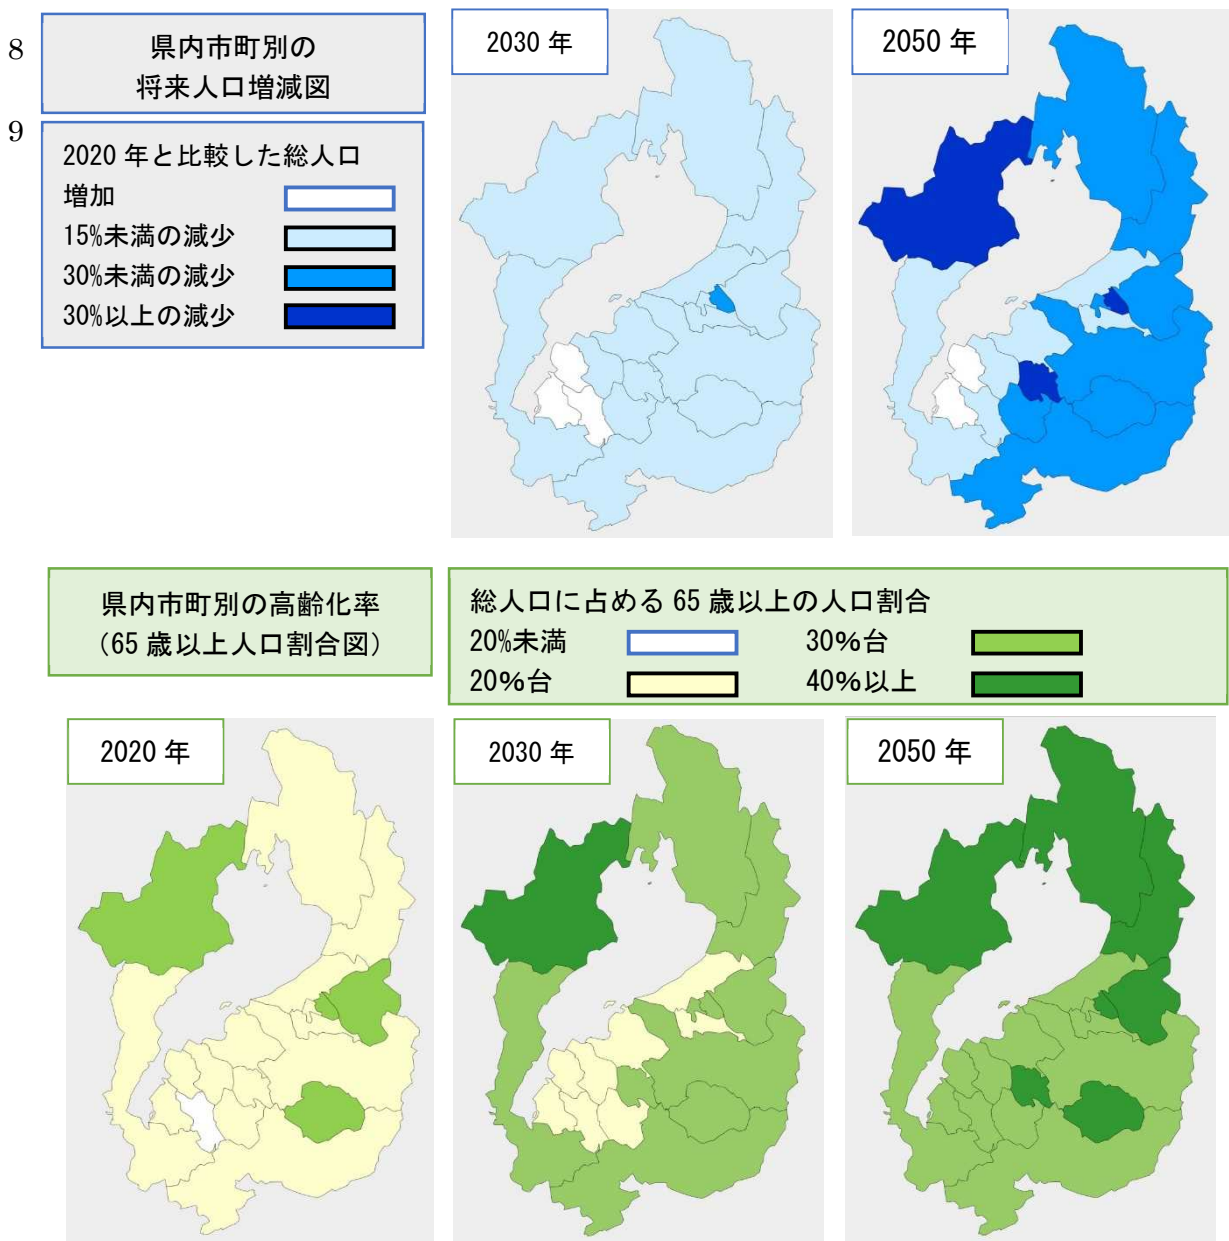 8
県内市町別の
将来人口増減図
9
2020 年と比較した総人口
増加
15%未満の減少
30%未満の減少
30%以上の減少
2030 年
2050 年
県内市町別の高齢化率
（65 歳以上人口割合図）
総人口に占める 65 歳以上の人口割合
20%未満
30％台
20％台
40％以上
2020 年
2030 年
2050 年